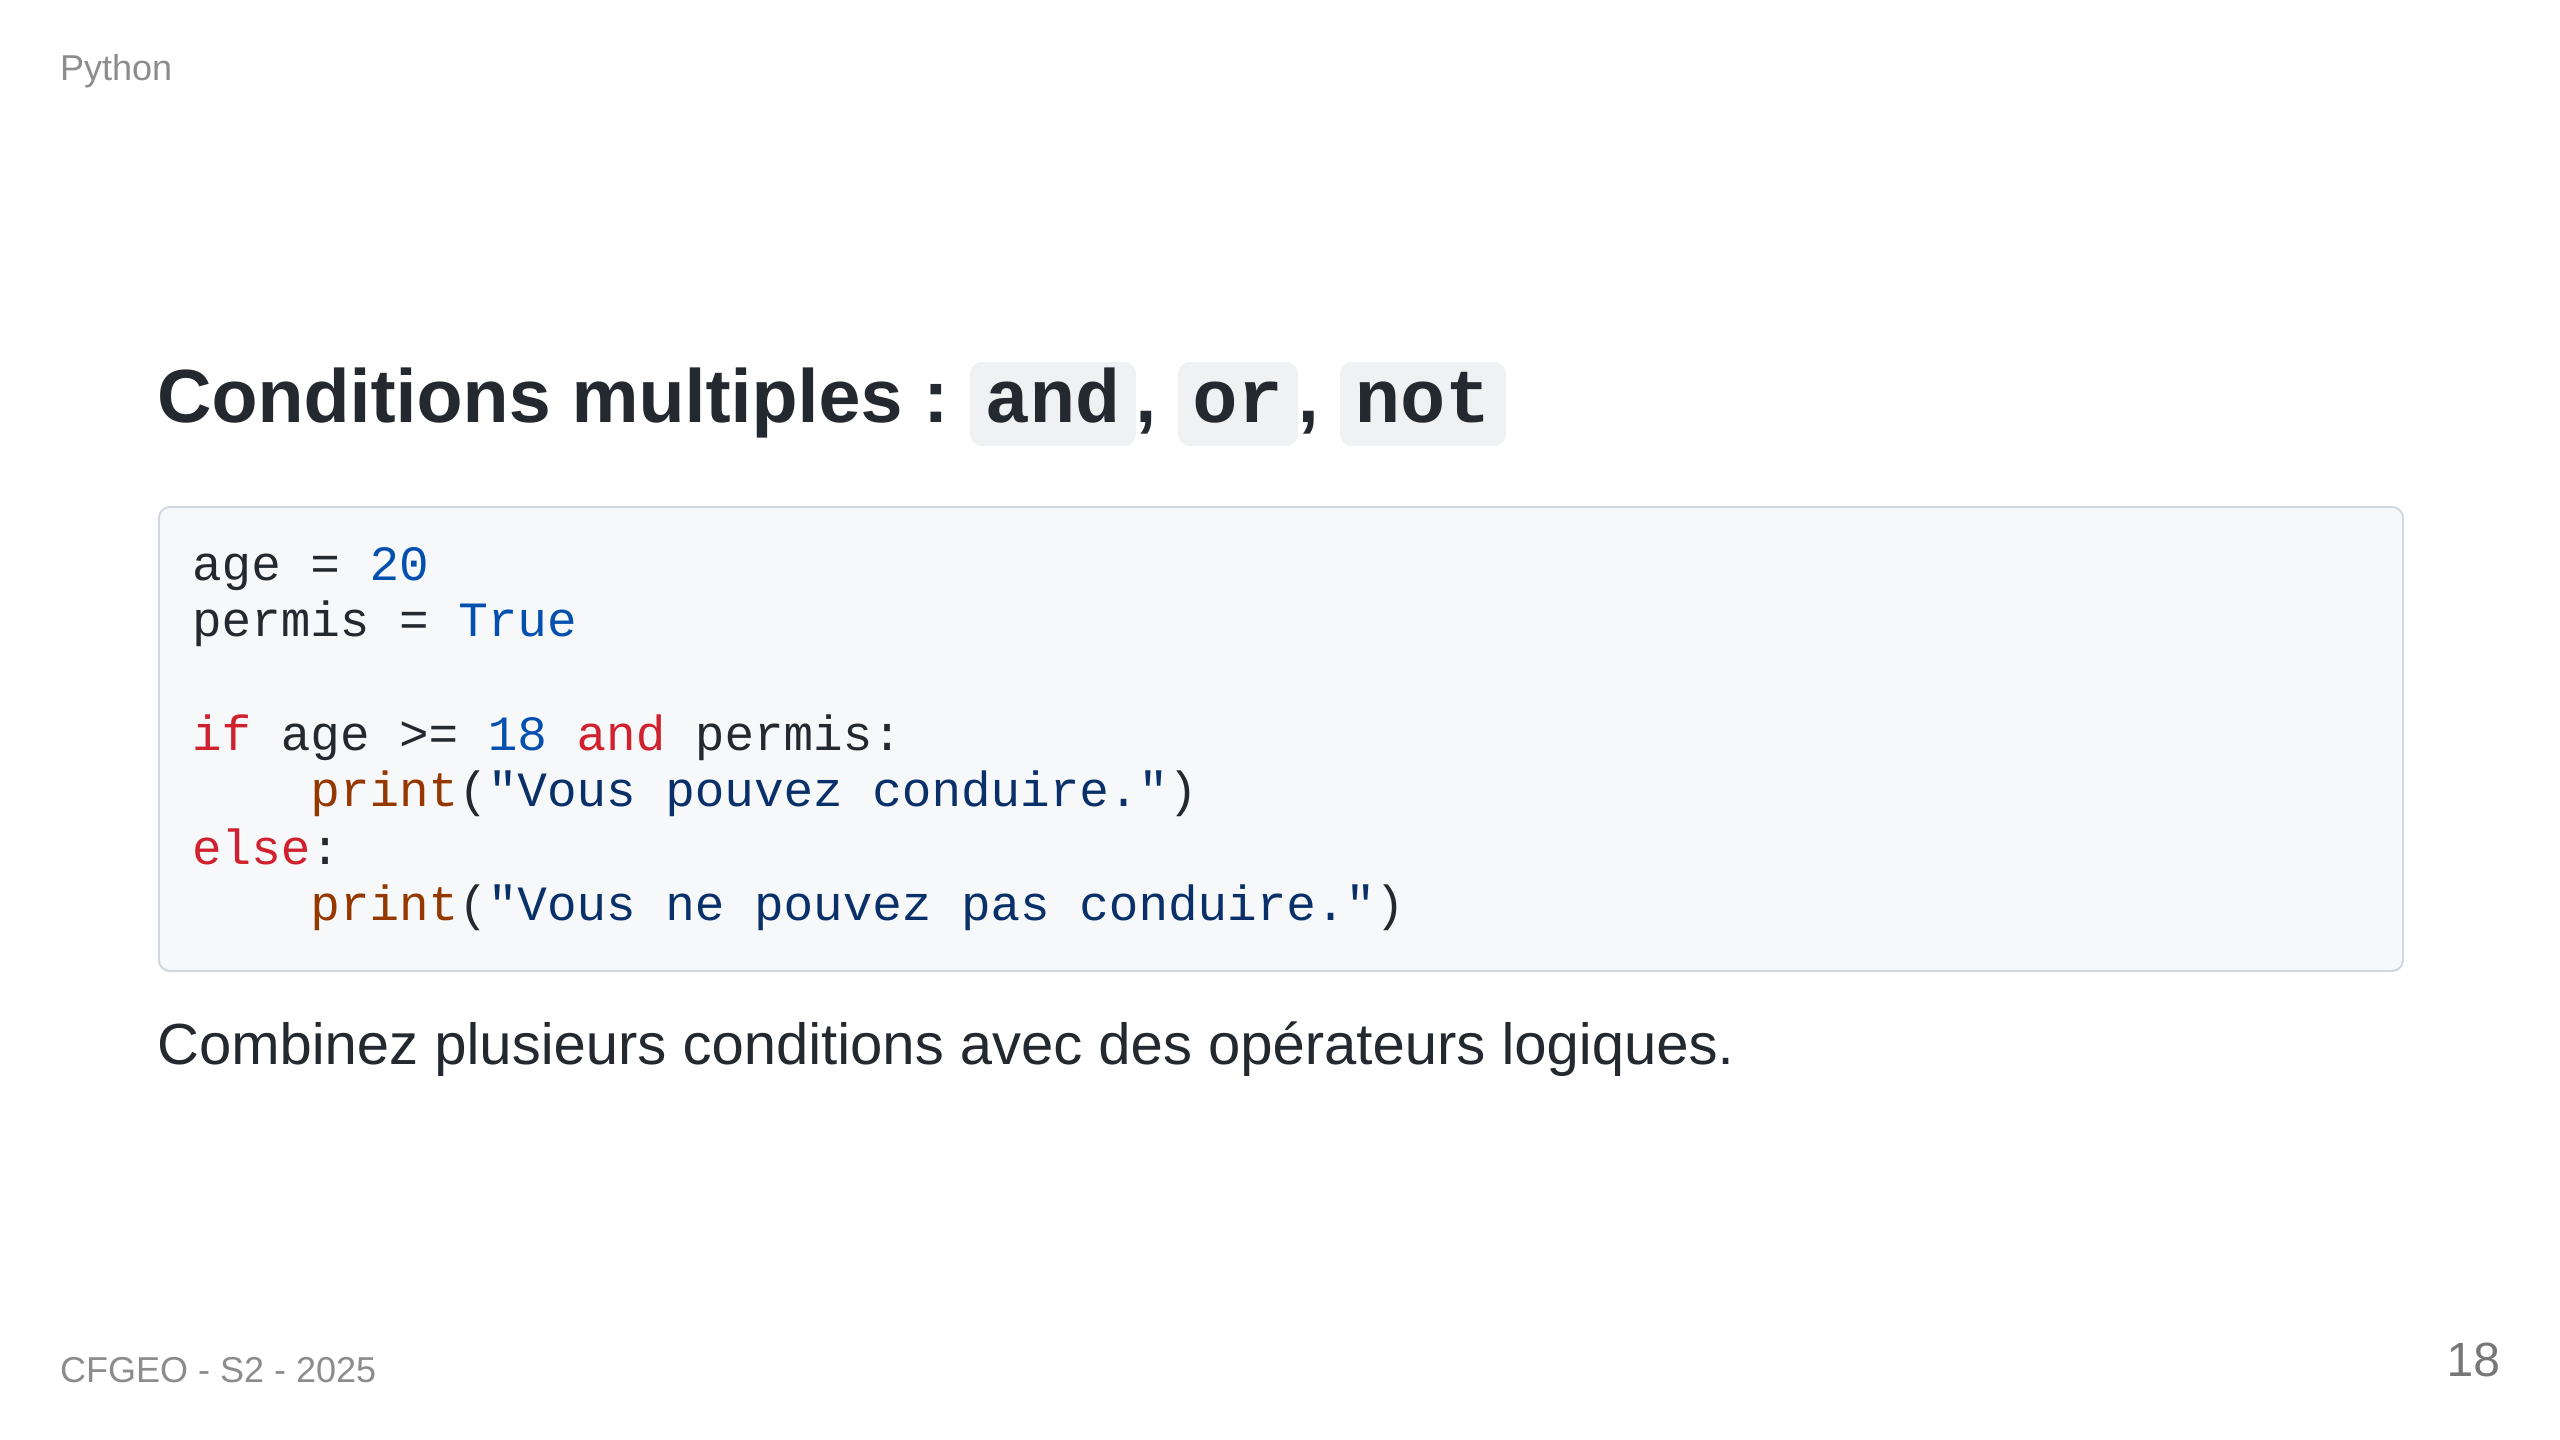 Python
Conditions multiples : and, or, not
age = 20
permis = True

if age >= 18 and permis:
    print("Vous pouvez conduire.")
else:
    print("Vous ne pouvez pas conduire.")
Combinez plusieurs conditions avec des opérateurs logiques.
CFGEO - S2 - 2025
18